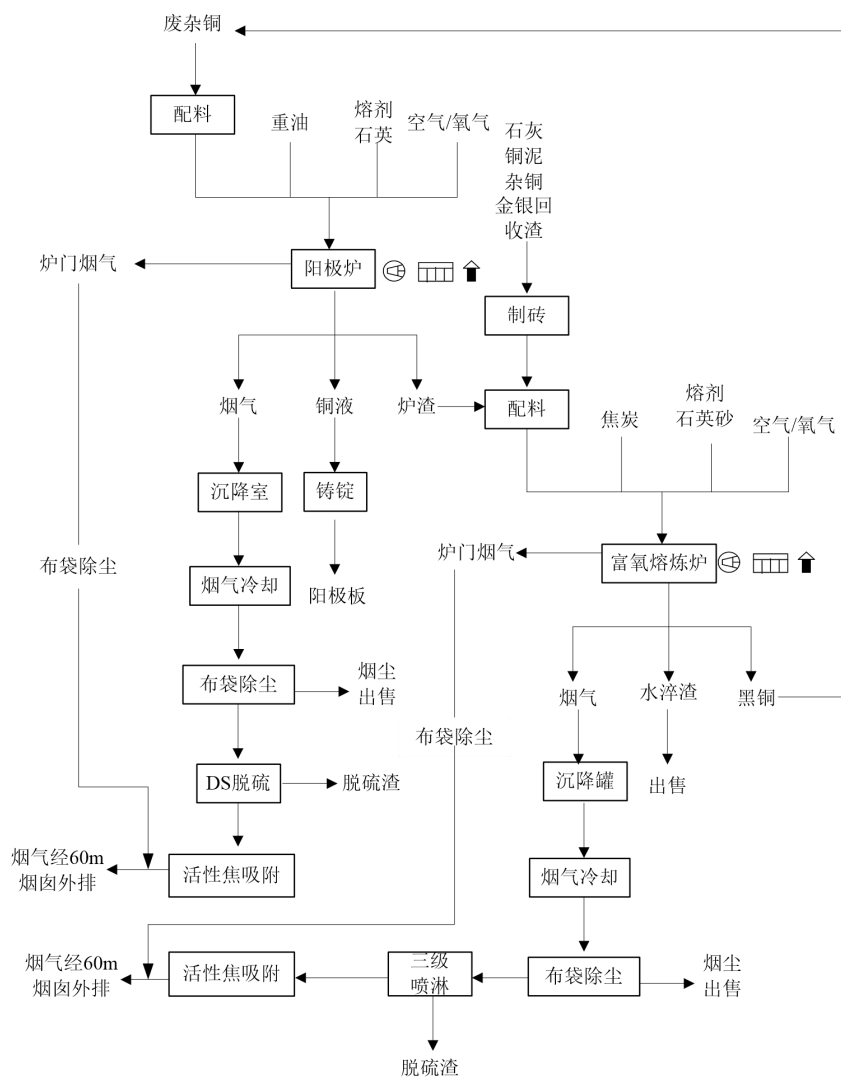 废杂铜
配料
重油
熔剂
石英
空气/氧气
石灰
铜泥
杂铜
金银回
收渣
炉门烟气
阳极炉
制砖
烟气
铜液
炉渣
配料
焦炭
熔剂
石英砂
空气/氧气
沉降室
铸锭
布袋除尘
烟气冷却
阳极板
炉门烟气
富氧熔炼炉
布袋除尘
烟尘
出售
烟气
水淬渣
黑铜
布袋除尘
DS脱硫
脱硫渣
沉降罐
出售
烟气经60m
烟囱外排
活性焦吸附
烟气冷却
烟气经60m
烟囱外排
活性焦吸附
三级
喷淋
布袋除尘
烟尘
出售
脱硫渣